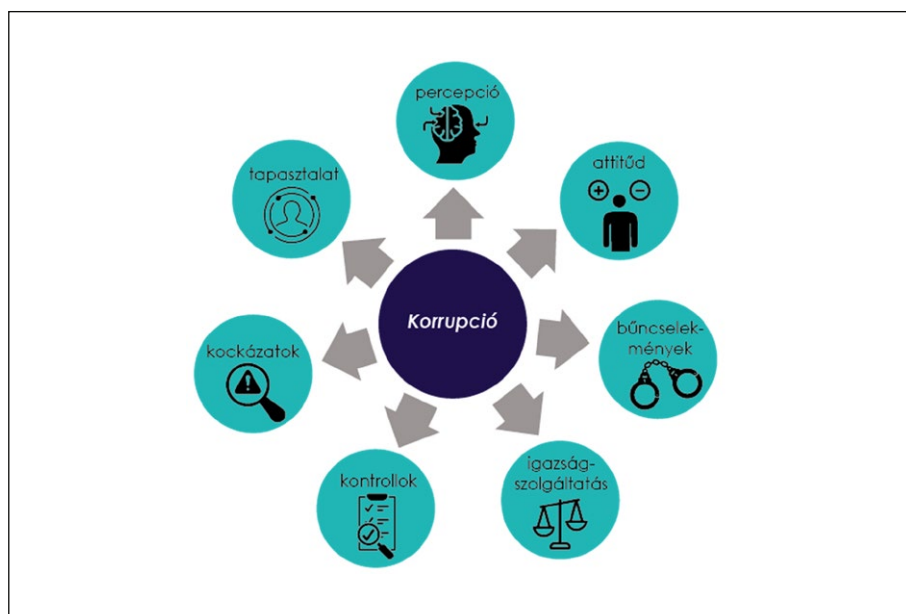 percepció
attitűd
bűncselek-
mények
igazság-
szolgáltatás
kontrollok
kockázatok
tapasztalat
Korrupció